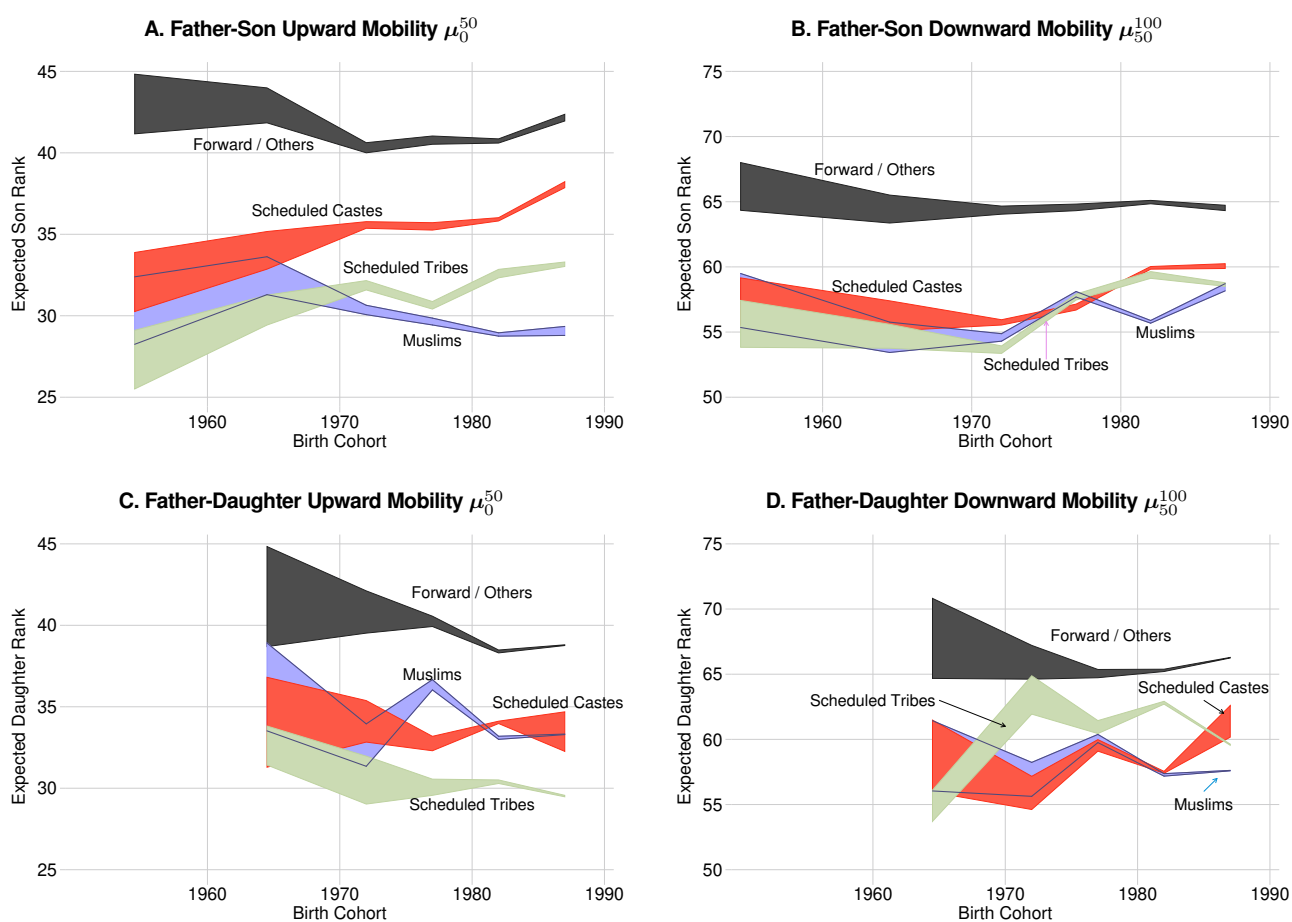 A. Father-Son Upward Mobility μ₀⁵⁰
45
40
35
30
25
Expected Son Rank
Forward / Others
Scheduled Castes
Scheduled Tribes
Muslims
1960 1970 1980 1990
Birth Cohort
B. Father-Son Downward Mobility μ₅₀¹⁰⁰
75
70
65
60
55
50
Expected Son Rank
Forward / Others
Scheduled Castes
Muslims
Scheduled Tribes
1960 1970 1980 1990
Birth Cohort
C. Father-Daughter Upward Mobility μ₀⁵⁰
45
40
35
30
25
Expected Daughter Rank
Forward / Others
Muslims
Scheduled Castes
Scheduled Tribes
1960 1970 1980 1990
Birth Cohort
D. Father-Daughter Downward Mobility μ₅₀¹⁰⁰
75
70
65
60
55
50
Expected Daughter Rank
Forward / Others
Scheduled Castes
Scheduled Tribes
Muslims
1960 1970 1980 1990
Birth Cohort